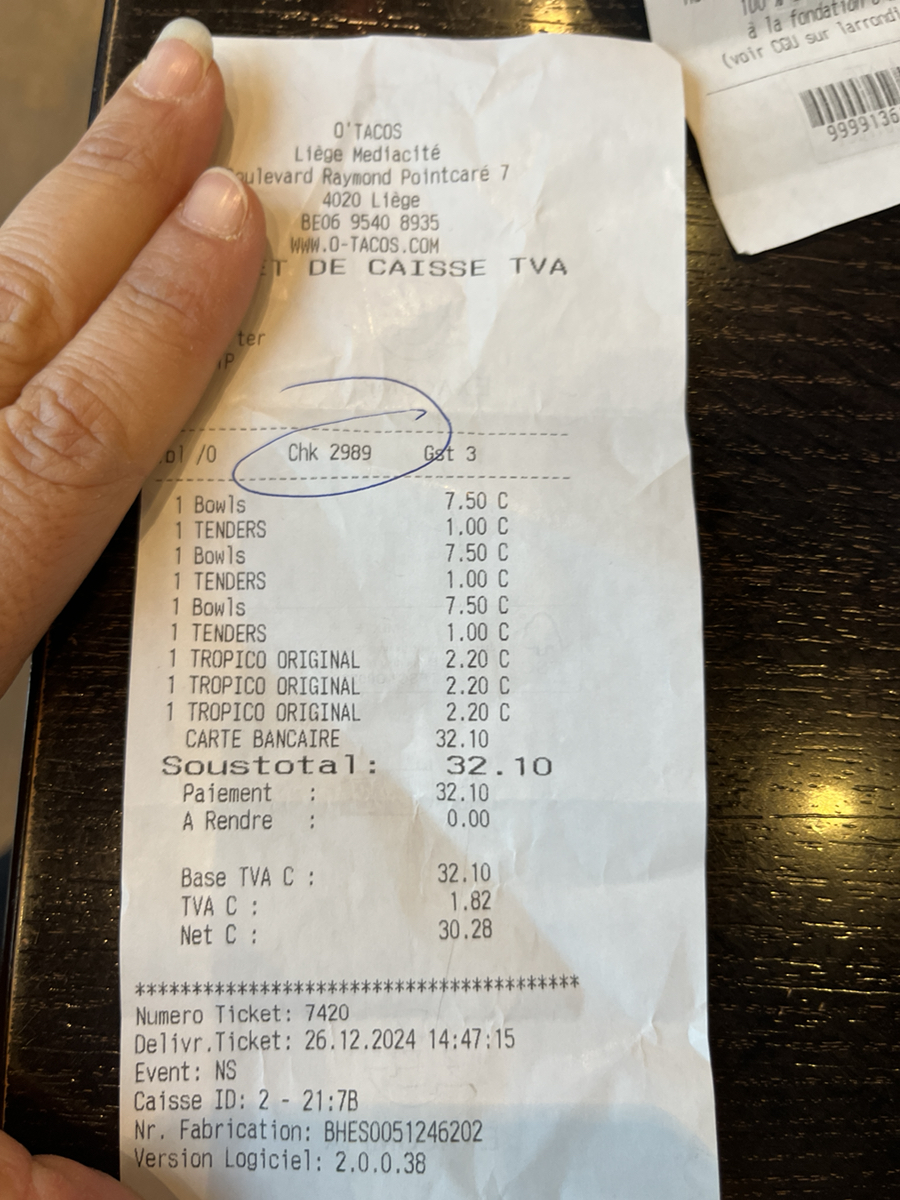 O'TACOS
Liège Mediacité
oulevard Raymond Pointcaré 7
4020 Liège
BE06 9540 8935
WWW.O-TACOS.COM
ET DE CAISSE TVA
ter
Chk 2989 Gst 3
1 Bowls 7.50 C
1 TENDERS 1.00 C
1 Bowls 7.50 C
1 TENDERS 1.00 C
1 Bowls 7.50 C
1 TENDERS 1.00 C
1 TROPICO ORIGINAL 2.20 C
1 TROPICO ORIGINAL 2.20 C
1 TROPICO ORIGINAL 2.20 C
CARTE BANCAIRE 32.10
Soustotal: 32.10
Paiement : 32.10
A Rendre : 0.00
Base TVA C : 32.10
TVA C : 1.82
Net C : 30.28
****************************************
Numero Ticket: 7420
Delivr.Ticket: 26.12.2024 14:47:15
Event: NS
Caisse ID: 2 - 21:7B
Nr. Fabrication: BHES0051246202
Version Logiciel: 2.0.0.38
100 %
à la fondation
(voir CGU sur larrondi
9999136